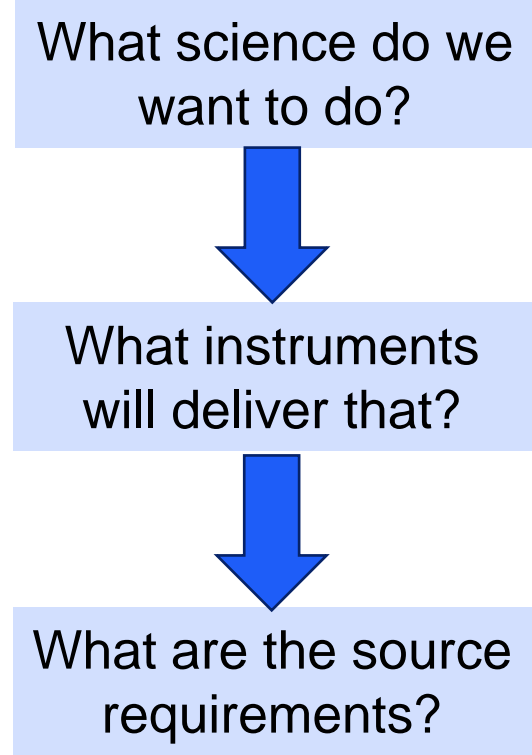 What science do we
want to do?
What instruments
will deliver that?
What are the source
requirements?